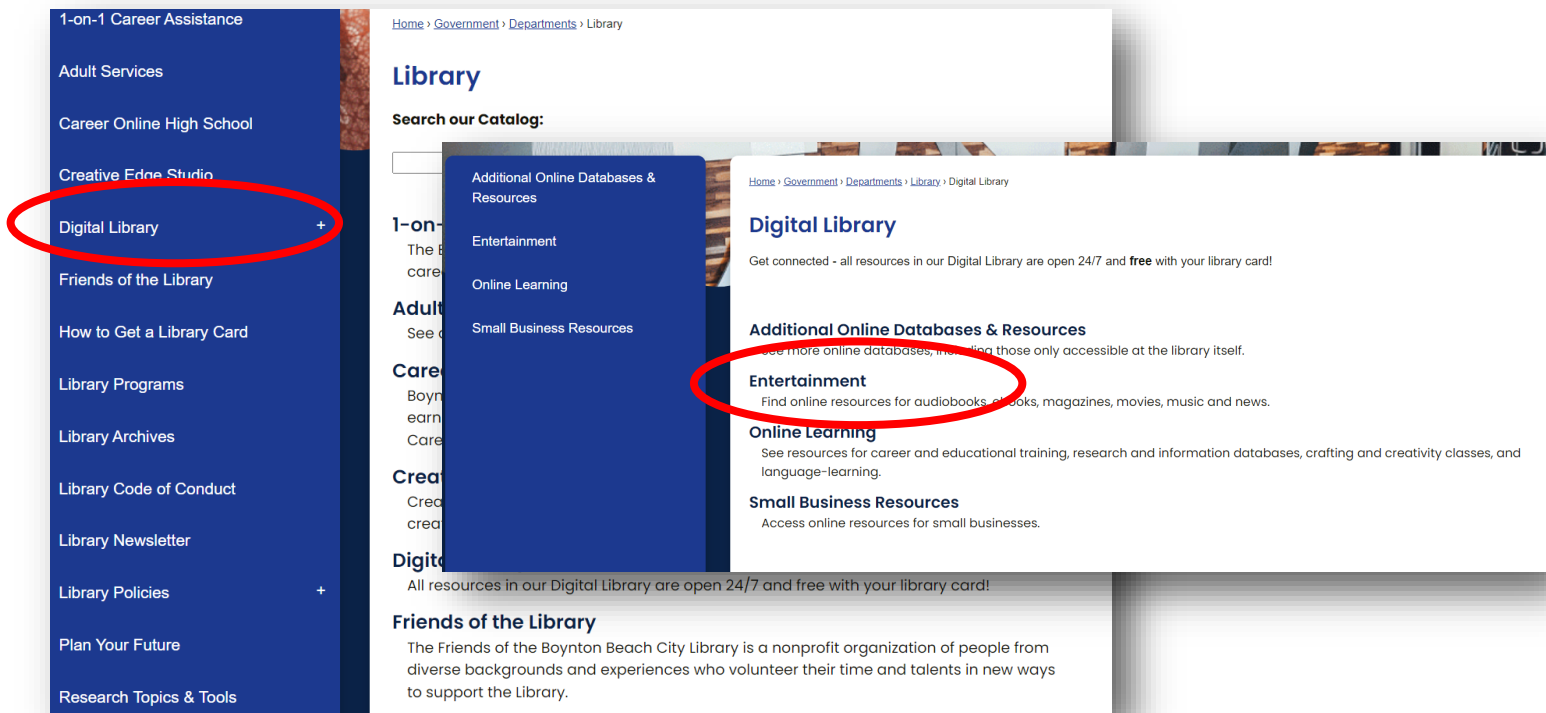 1-on-1 Career Assistance
Adult Services
Career Online High School
Creative Edge Studio
Digital Library +
Friends of the Library
How to Get a Library Card
Library Programs
Library Archives
Library Code of Conduct
Library Newsletter
Library Policies +
Plan Your Future
Research Topics & Tools
Home › Government › Departments › Library
Library
Search our Catalog:
1-on-
The
care
Adult
See
Care
Boyn
earn
Care
Creat
Crea
crea
Digit
All resources in our Digital Library are open 24/7 and free with your library card!
Friends of the Library
The Friends of the Boynton Beach City Library is a nonprofit organization of people from
diverse backgrounds and experiences who volunteer their time and talents in new ways
to support the Library.
Additional Online Databases &
Resources
Entertainment
Online Learning
Small Business Resources
Home › Government › Departments › Library › Digital Library
Digital Library
Get connected - all resources in our Digital Library are open 24/7 and free with your library card!
Additional Online Databases & Resources
See more online databases, including those only accessible at the library itself.
Entertainment
Find online resources for audiobooks, ebooks, magazines, movies, music and news.
Online Learning
See resources for career and educational training, research and information databases, crafting and creativity classes, and
language-learning.
Small Business Resources
Access online resources for small businesses.